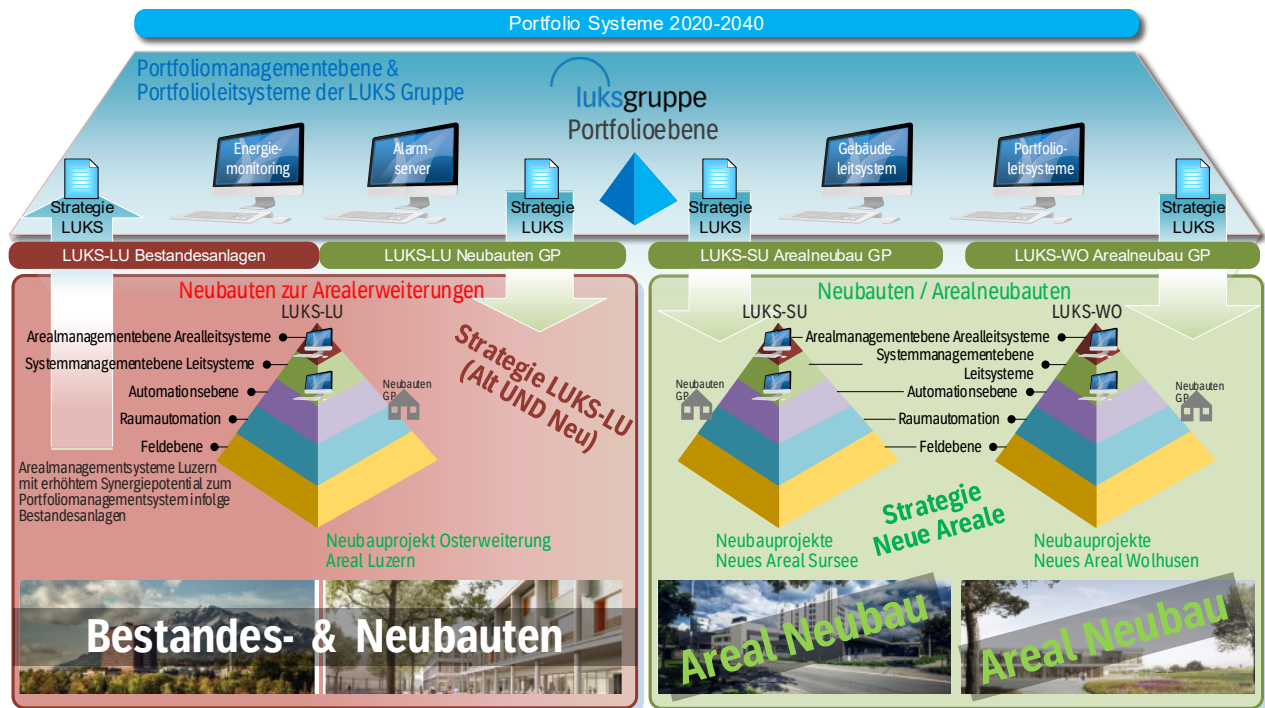 Portfolio Systeme 2020-2040
Portfoliomanagementebene &
Portfolioleitsysteme der LUKS Gruppe
luksgruppe
Portfolioebene
Energie-
monitoring
Alarm-
server
Gebäude-
leitsystem
Portfolio-
leitsysteme
Strategie
LUKS
Strategie
LUKS
Strategie
LUKS
Strategie
LUKS
LUKS-LU Bestandesanlagen
LUKS-LU Neubauten GP
LUKS-SU Arealneubau GP
LUKS-WO Arealneubau GP
Neubauten zur Arealerweiterungen
LUKS-LU
Arealmanagementebene Arealleitsysteme
Systemmanagementebene Leitsysteme
Automationsebene
Raumautomation
Feldebene
Neubauten
GP
Strategie LUKS-LU
(Alt UND Neu)
Arealmanagementsysteme Luzern
mit erhöhtem Synergiepotential zum
Portfoliomanagementsystem infolge
Bestandesanlagen
Neubauprojekt Osterweiterung
Areal Luzern
Bestandes- & Neubauten
Neubauten / Arealneubauten
LUKS-SU
LUKS-WO
Arealmanagementebene Arealleitsysteme
Systemmanagementebene
Leitsysteme
Automationsebene
Raumautomation
Feldebene
Neubauten
GP
Neubauten
GP
Strategie
Neue Areale
Neubauprojekte
Neues Areal Sursee
Neubauprojekte
Neues Areal Wolhusen
Areal Neubau
Areal Neubau